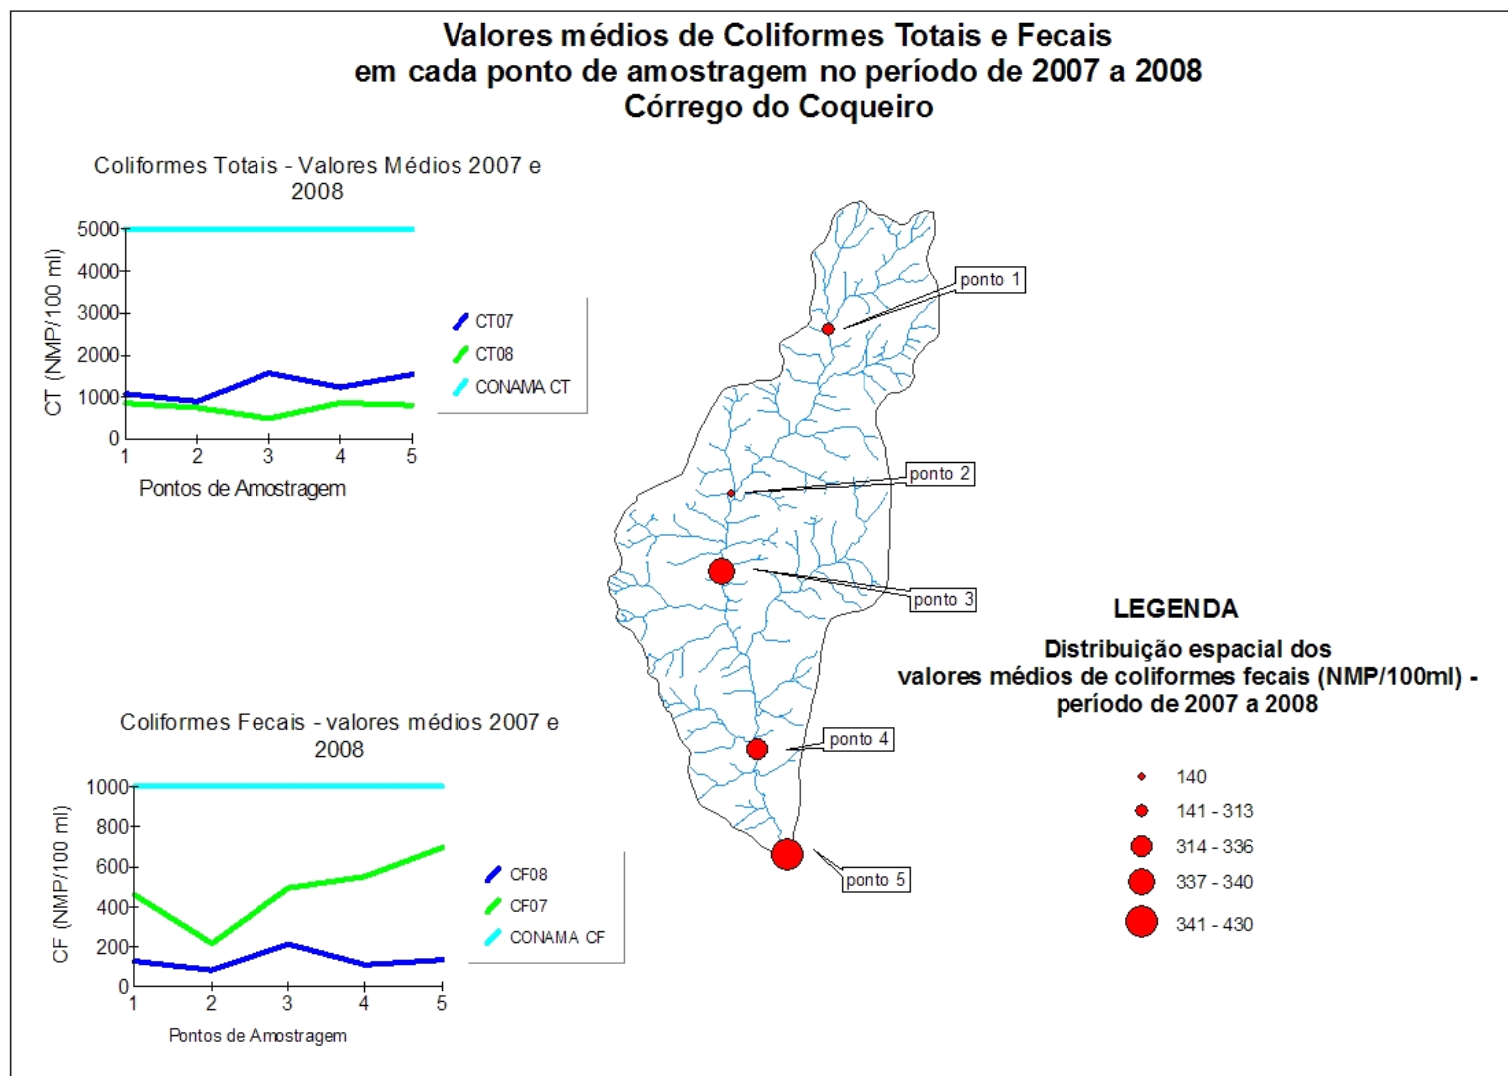 Valores médios de Coliformes Totais e Fecais
em cada ponto de amostragem no período de 2007 a 2008
Córrego do Coqueiro
Coliformes Totais - Valores Médios 2007 e
2008
CT (NMP/100 ml)
5000
4000
3000
2000
1000
0
1 2 3 4 5
Pontos de Amostragem
CT07
CT08
CONAMA CT
ponto 1
ponto 2
ponto 3
ponto 4
ponto 5
Coliformes Fecais - valores médios 2007 e
2008
CF (NMP/100 ml)
1000
800
600
400
200
0
1 2 3 4 5
Pontos de Amostragem
CF08
CF07
CONAMA CF
LEGENDA
Distribuição espacial dos
valores médios de coliformes fecais (NMP/100ml) -
período de 2007 a 2008
140
141 - 313
314 - 336
337 - 340
341 - 430